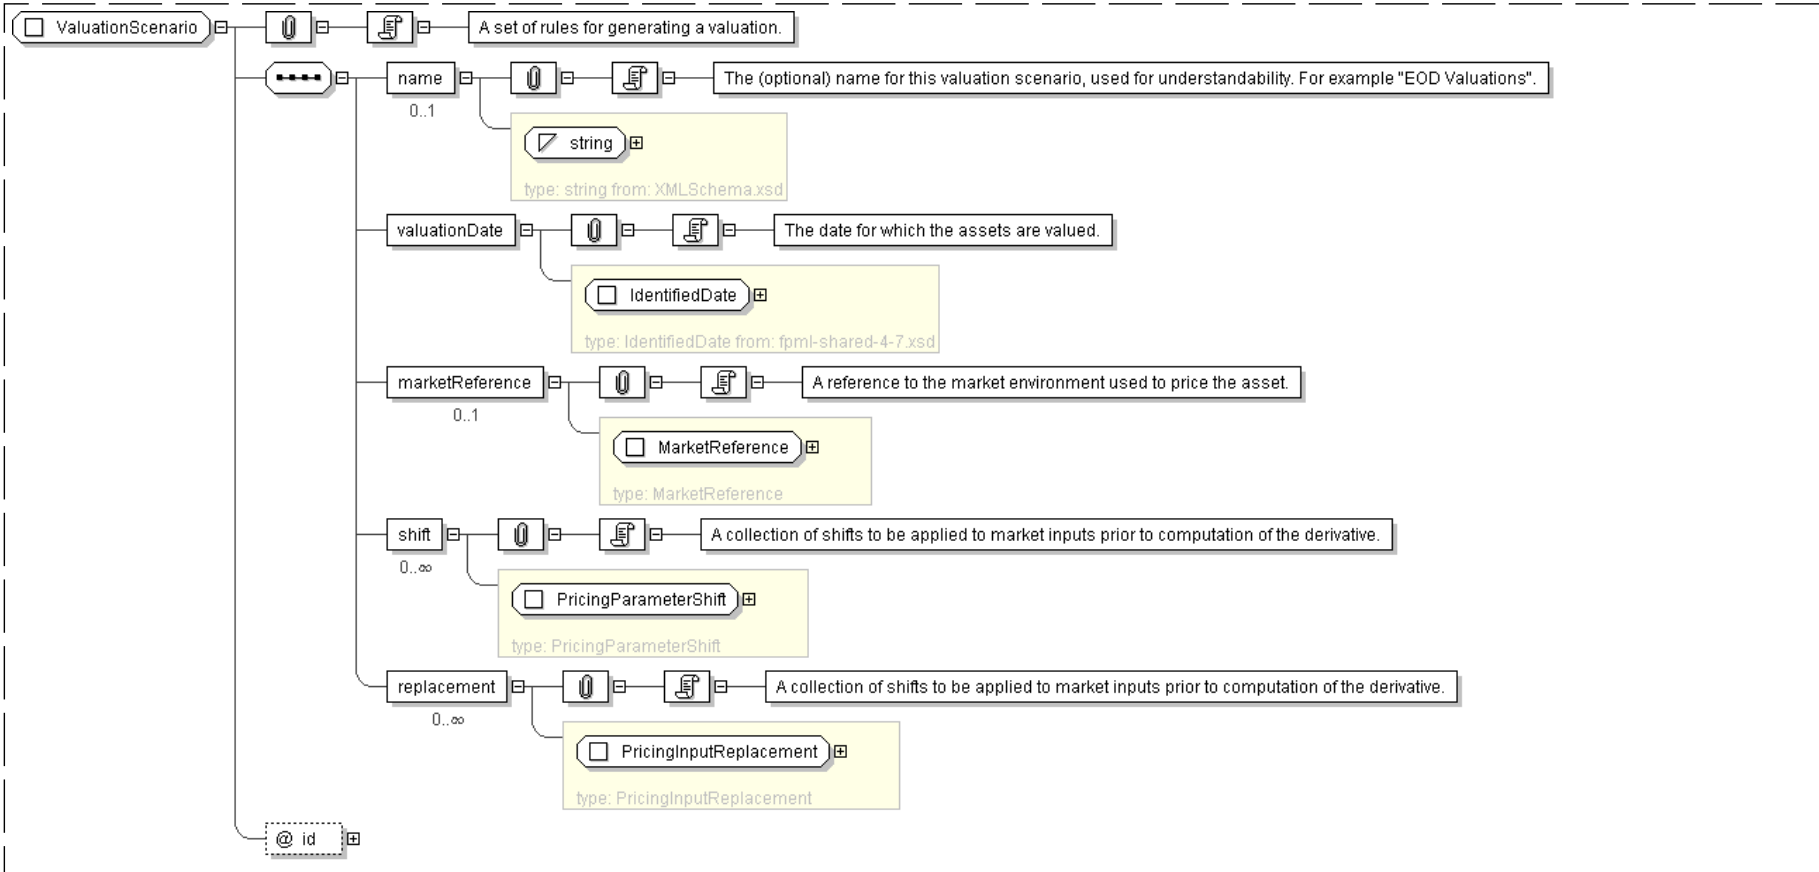 ValuationScenario A set of rules for generating a valuation.
name The (optional) name for this valuation scenario, used for understandability. For example "EOD Valuations".
0..1
string
type: string from: XMLSchema.xsd
valuationDate The date for which the assets are valued.
IdentifiedDate
type: IdentifiedDate from: fpml-shared-4-7.xsd
marketReference A reference to the market environment used to price the asset.
0..1
MarketReference
type: MarketReference
shift A collection of shifts to be applied to market inputs prior to computation of the derivative.
0..∞
PricingParameterShift
type: PricingParameterShift
replacement A collection of shifts to be applied to market inputs prior to computation of the derivative.
0..∞
PricingInputReplacement
type: PricingInputReplacement
@ id